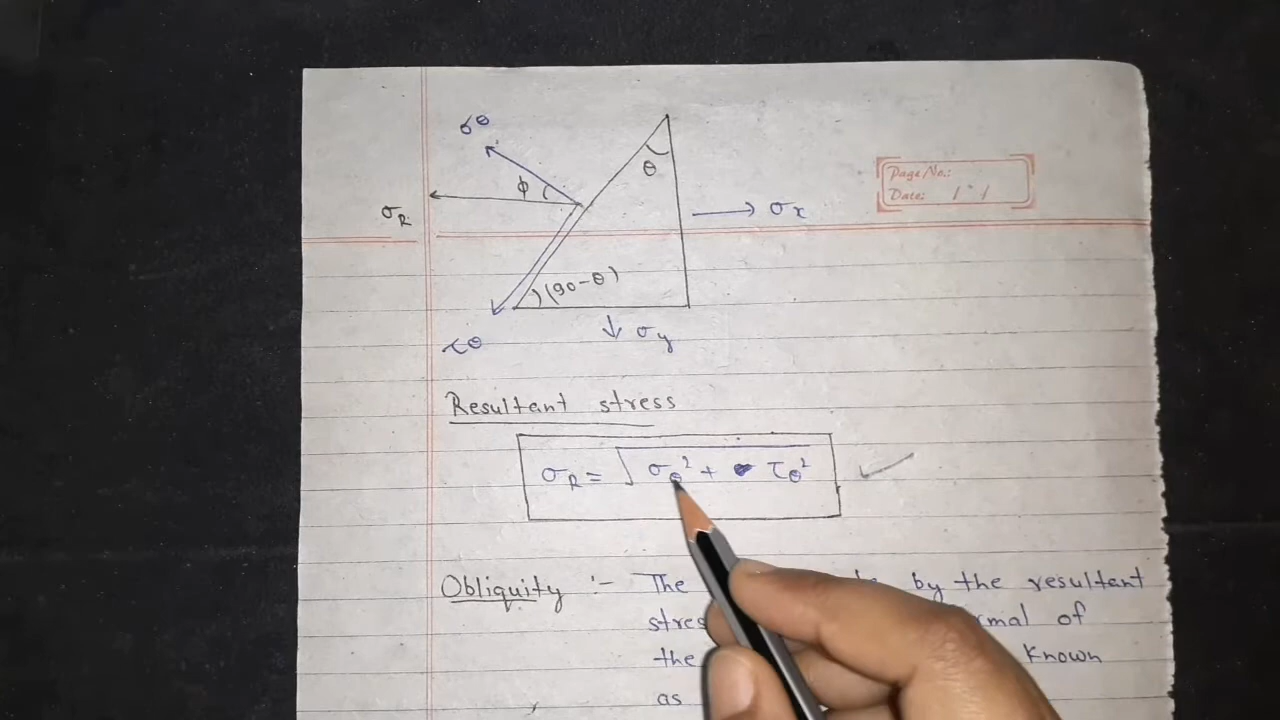 σθ
θ
Page No.:
Date: / /
ϕ
σR
σx
(90-θ)
τθ
σy
Resultant stress
σR = √σθ² + τθ²
Obliquity :- The by the resultant
stres of
the Known
as